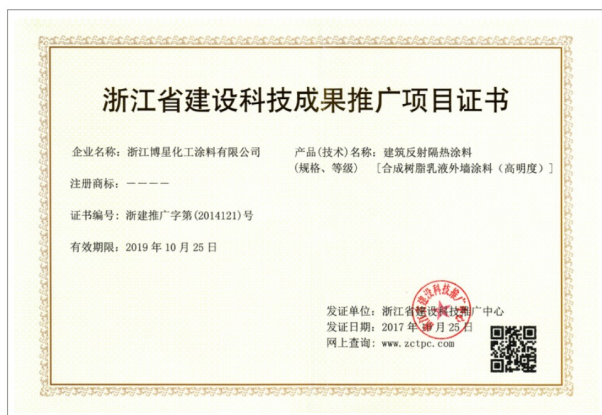 浙江省建设科技成果推广项目证书
企业名称：浙江博星化工涂料有限公司
产品(技术)名称：建筑反射隔热涂料
(规格、等级) [合成树脂乳液外墙涂料（高明度）]
注册商标：－－－－
证书编号：浙建推广字第(2014121)号
有效期限：2019 年 10 月 25 日
发证单位：浙江省建设科技推广中心
发证日期：2017 年 10 月 25 日
网上查询：www.zctpc.com